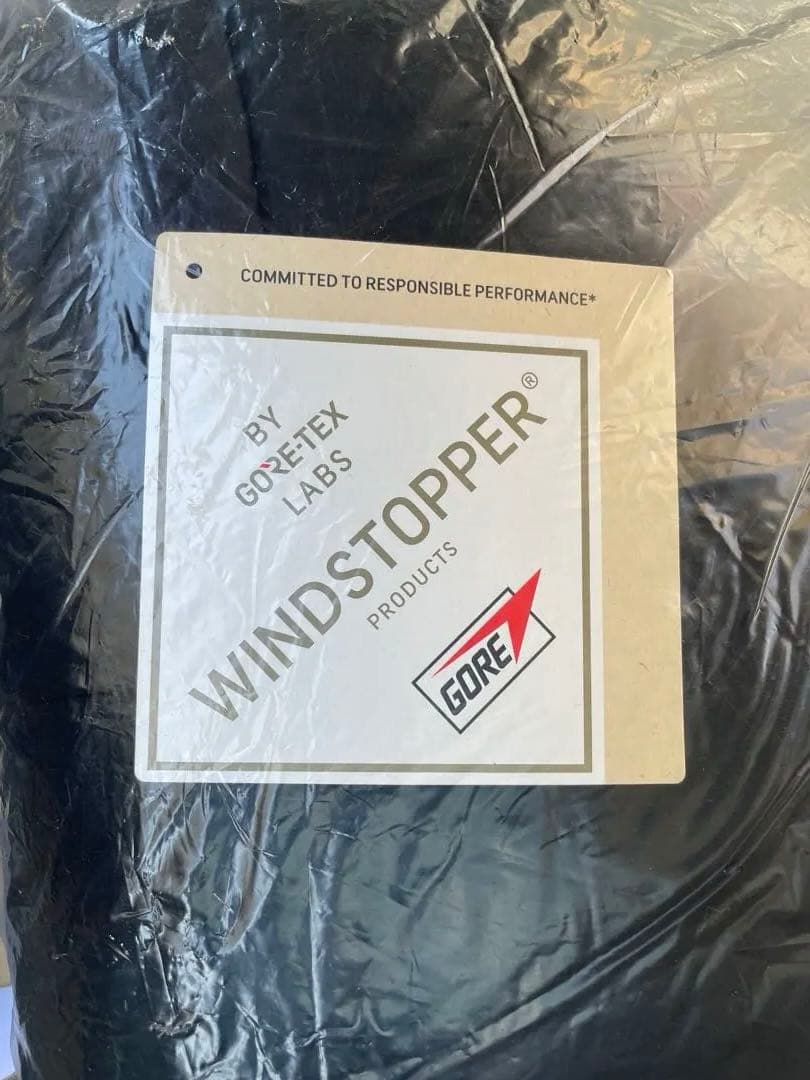 COMMITTED TO RESPONSIBLE PERFORMANCE*
BY
GORE-TEX
LABS
WINDSTOPPER®
PRODUCTS
GORE